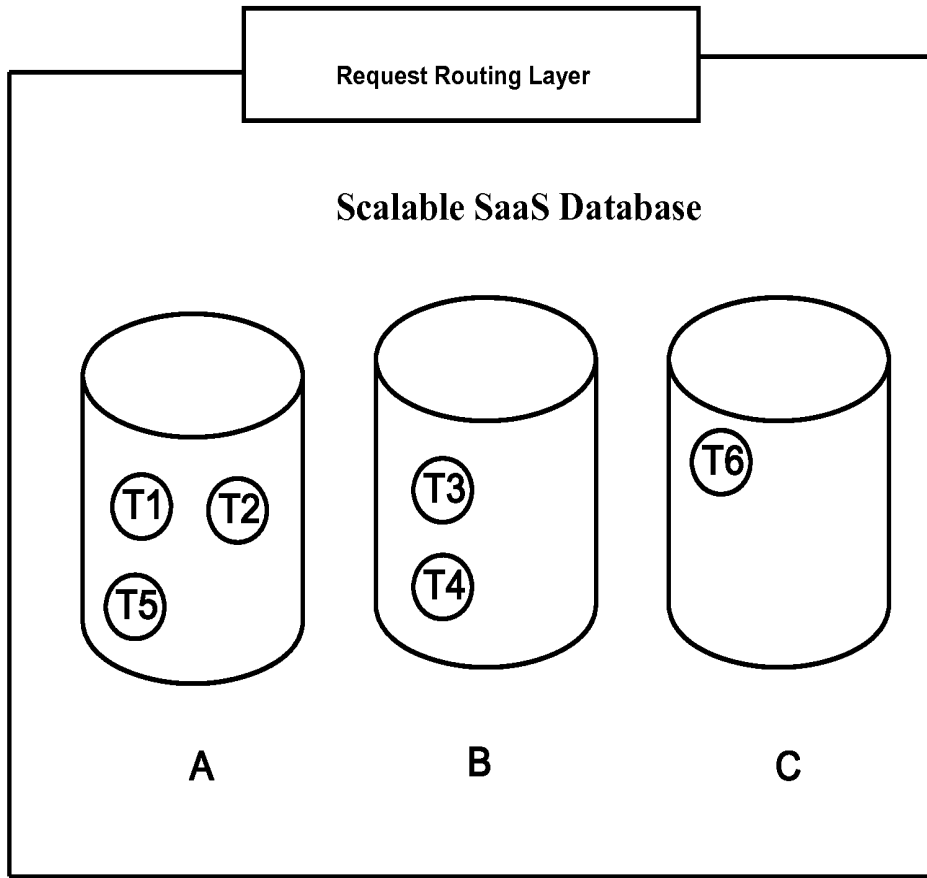 Request Routing Layer
Scalable SaaS Database
T1 T2
T5
T3
T4
T6
A B C